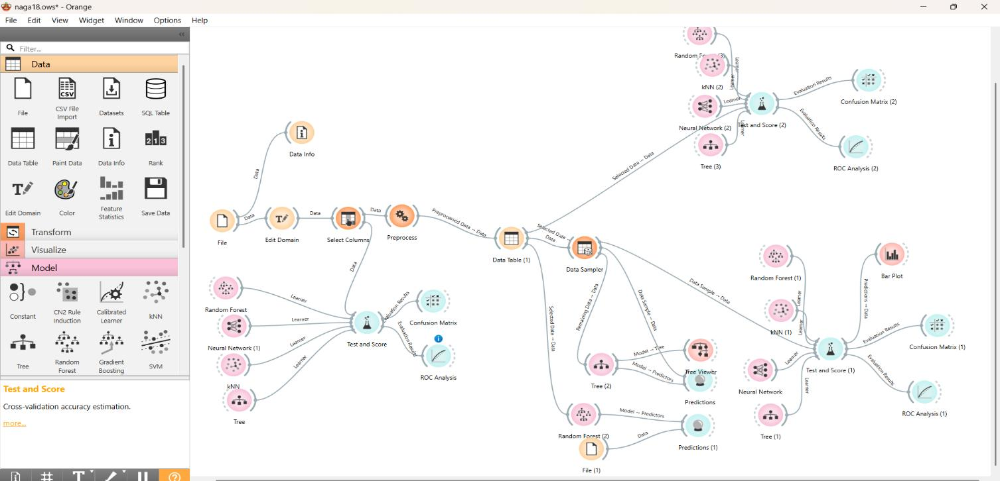 naga18.ows* - Orange
File Edit View Widget Window Options Help
Filter...
Data
File
CSV File Import
Datasets
SQL Table
Data Table
Paint Data
Data Info
Rank
Edit Domain
Color
Feature Statistics
Save Data
Transform
Visualize
Model
Constant
CN2 Rule Induction
Calibrated Learner
kNN
Tree
Random Forest
Gradient Boosting
SVM
Test and Score
Cross-validation accuracy estimation.
more...
Data Info
Data
File
Data
Edit Domain
Data
Select Columns
Data
Preprocess
Preprocessed Data → Data
Data Table (1)
Selected Data → Data
Data
Data Sampler
Data
Random Forest
Learner
Neural Network (1)
Learner
kNN
Learner
Tree
Learner
Test and Score
Evaluation Results
Confusion Matrix
Evaluation Results
ROC Analysis
Selected Data → Data
Random Forest (3)
Learner
kNN (2)
Learner
Neural Network (2)
Learner
Tree (3)
Learner
Test and Score (2)
Evaluation Results
Confusion Matrix (2)
Evaluation Results
ROC Analysis (2)
Selected Data → Data
Remaining Data → Data
Data Sample → Data
Data Sample → Data
Tree (2)
Model → Tree
Tree Viewer
Model → Predictors
Predictions
Random Forest (2)
Model → Predictors
File (1)
Data
Predictions (1)
Random Forest (1)
Learner
kNN (1)
Learner
Neural Network
Learner
Tree (1)
Learner
Test and Score (1)
Predictions → Data
Bar Plot
Evaluation Results
Confusion Matrix (1)
Evaluation Results
ROC Analysis (1)